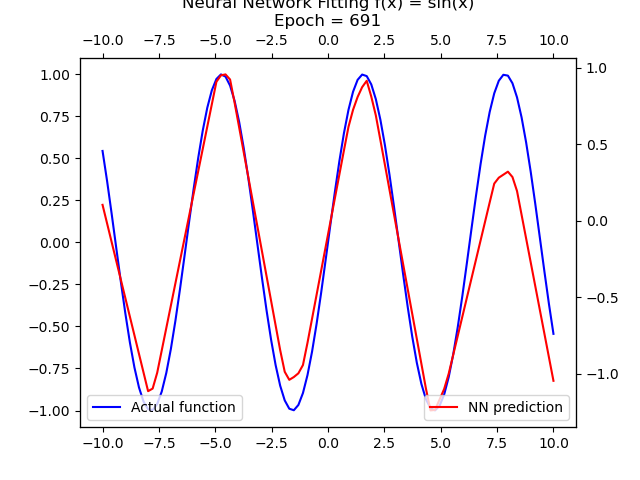 Neural Network Fitting f(x) = sin(x)
Epoch = 691
−10.0 −7.5 −5.0 −2.5 0.0 2.5 5.0 7.5 10.0
1.00
0.75
0.50
0.25
0.00
−0.25
−0.50
−0.75
−1.00
1.0
0.5
0.0
−0.5
−1.0
Actual function
NN prediction
−10.0 −7.5 −5.0 −2.5 0.0 2.5 5.0 7.5 10.0